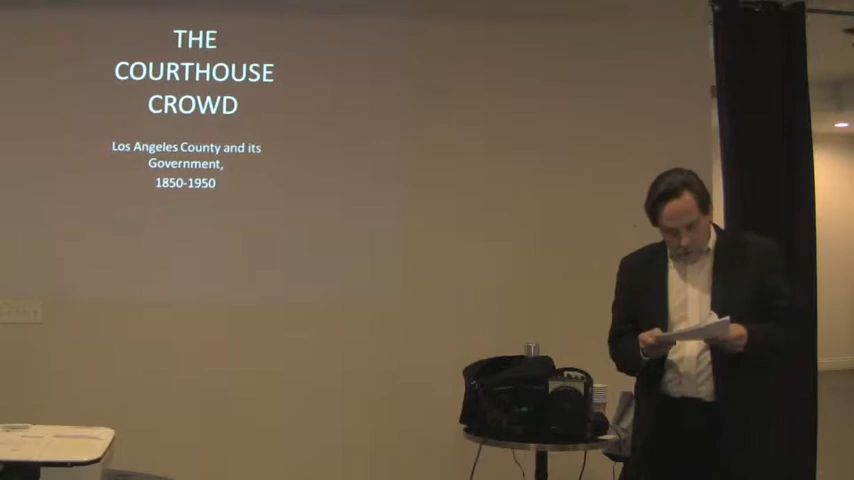 THE
COURTHOUSE
CROWD
Los Angeles County and its
Government,
1850-1950